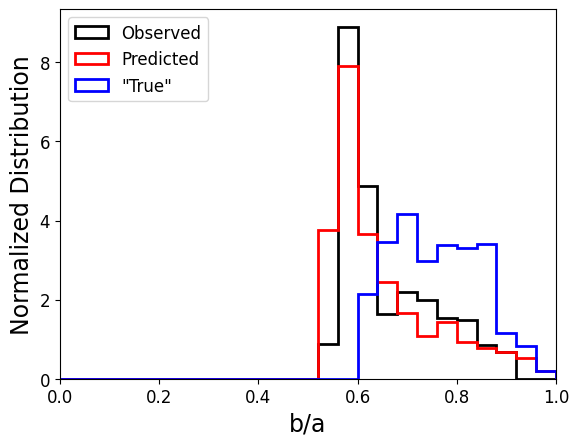 Observed
Predicted
"True"
Normalized Distribution
8
6
4
2
0
0.0 0.2 0.4 0.6 0.8 1.0
b/a